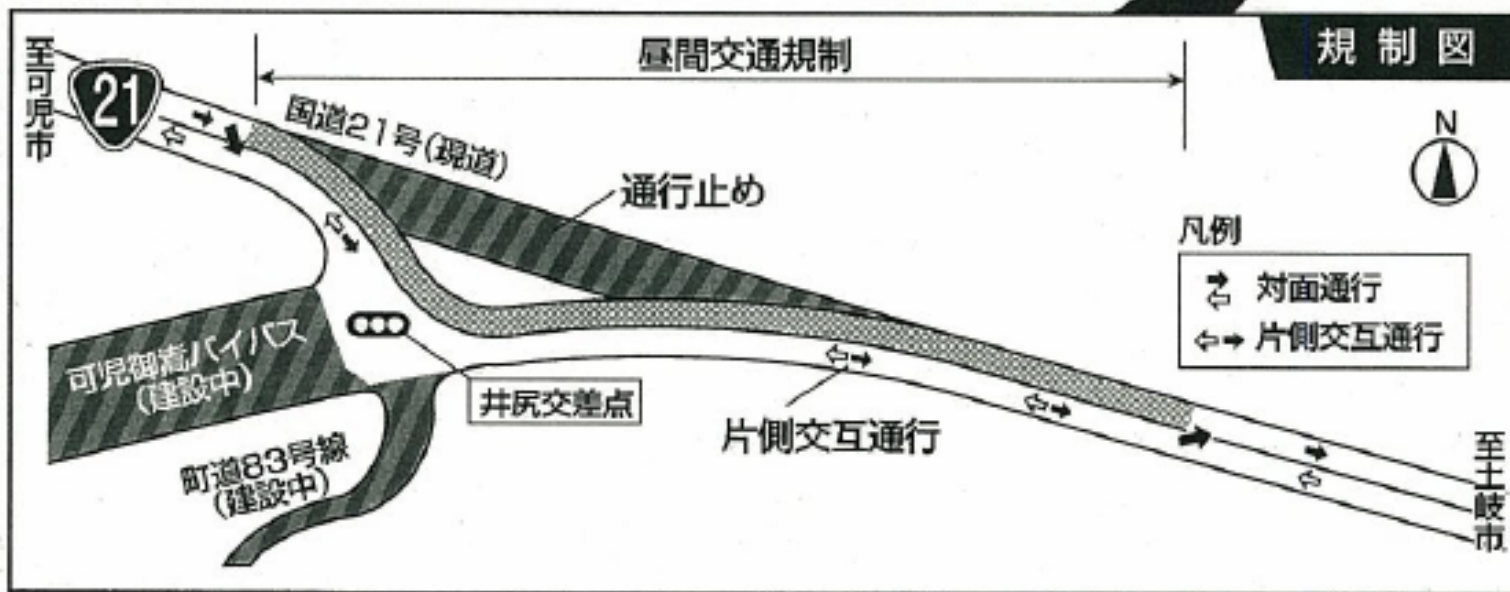 規制図
昼間交通規制
至可児市
21
国道21号(現道)
通行止め
N
凡例
対面通行
片側交互通行
可児御嵩バイパス
(建設中)
井尻交差点
片側交互通行
町道83号線
(建設中)
至土岐市